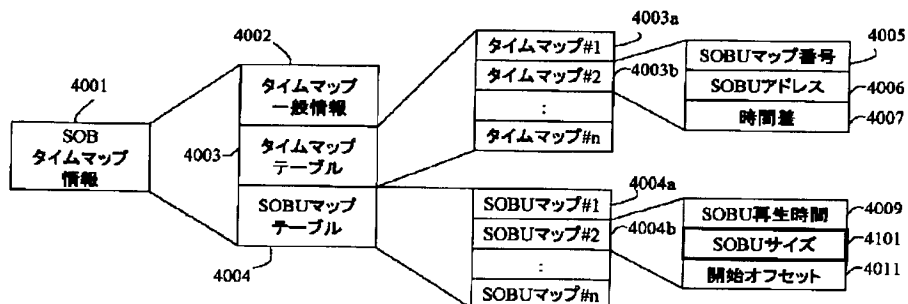 4001
SOB
タイムマップ
情報
4002
タイムマップ
一般情報
4003
タイムマップ
テーブル
SOBUマップ
テーブル
4004
4003a
タイムマップ#1
4003b
タイムマップ#2
:
タイムマップ#n
4005
SOBUマップ番号
4006
SOBUアドレス
4007
時間差
4004a
SOBUマップ#1
4004b
SOBUマップ#2
:
SOBUマップ#n
4009
SOBU再生時間
4101
SOBUサイズ
4011
開始オフセット